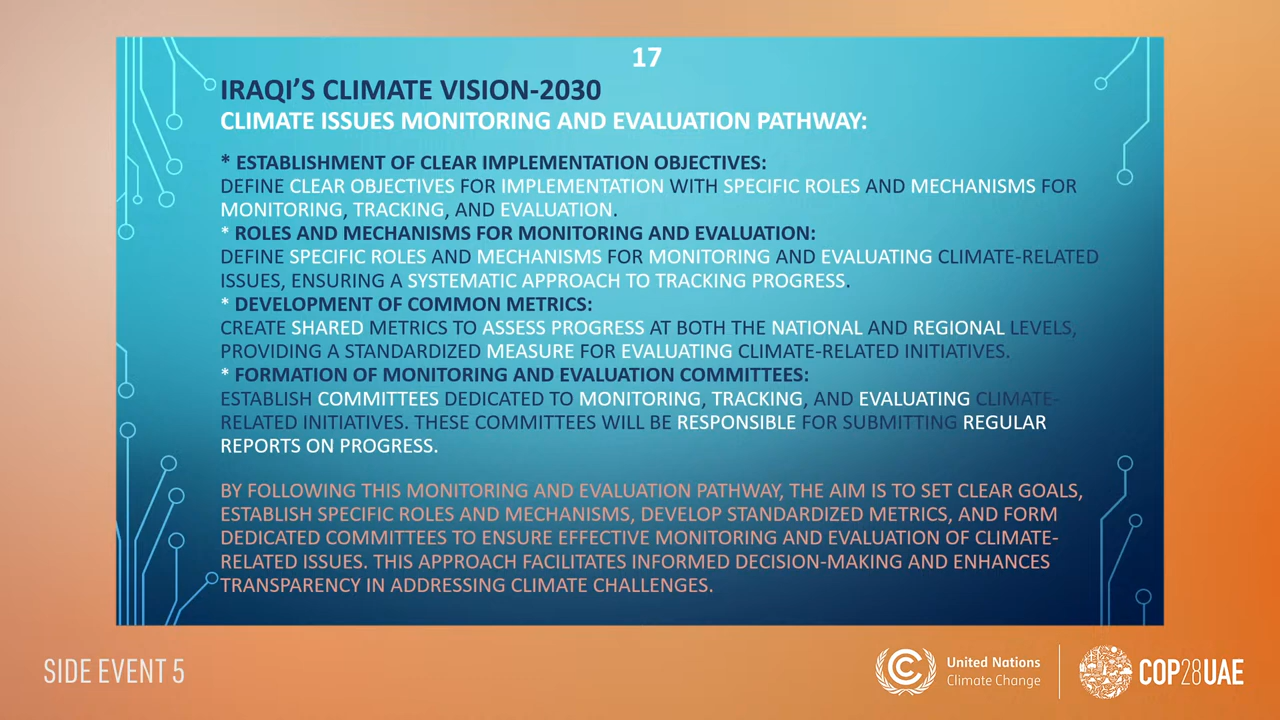 17
IRAQI'S CLIMATE VISION-2030
CLIMATE ISSUES MONITORING AND EVALUATION PATHWAY:
* ESTABLISHMENT OF CLEAR IMPLEMENTATION OBJECTIVES:
DEFINE CLEAR OBJECTIVES FOR IMPLEMENTATION WITH SPECIFIC ROLES AND MECHANISMS FOR
MONITORING, TRACKING, AND EVALUATION.
* ROLES AND MECHANISMS FOR MONITORING AND EVALUATION:
DEFINE SPECIFIC ROLES AND MECHANISMS FOR MONITORING AND EVALUATING CLIMATE-RELATED
ISSUES, ENSURING A SYSTEMATIC APPROACH TO TRACKING PROGRESS.
* DEVELOPMENT OF COMMON METRICS:
CREATE SHARED METRICS TO ASSESS PROGRESS AT BOTH THE NATIONAL AND REGIONAL LEVELS,
PROVIDING A STANDARDIZED MEASURE FOR EVALUATING CLIMATE-RELATED INITIATIVES.
* FORMATION OF MONITORING AND EVALUATION COMMITTEES:
ESTABLISH COMMITTEES DEDICATED TO MONITORING, TRACKING, AND EVALUATING CLIMATE-
RELATED INITIATIVES. THESE COMMITTEES WILL BE RESPONSIBLE FOR SUBMITTING REGULAR
REPORTS ON PROGRESS.
BY FOLLOWING THIS MONITORING AND EVALUATION PATHWAY, THE AIM IS TO SET CLEAR GOALS,
ESTABLISH SPECIFIC ROLES AND MECHANISMS, DEVELOP STANDARDIZED METRICS, AND FORM
DEDICATED COMMITTEES TO ENSURE EFFECTIVE MONITORING AND EVALUATION OF CLIMATE-
RELATED ISSUES. THIS APPROACH FACILITATES INFORMED DECISION-MAKING AND ENHANCES
TRANSPARENCY IN ADDRESSING CLIMATE CHALLENGES.
SIDE EVENT 5
United Nations
Climate Change
COP28UAE